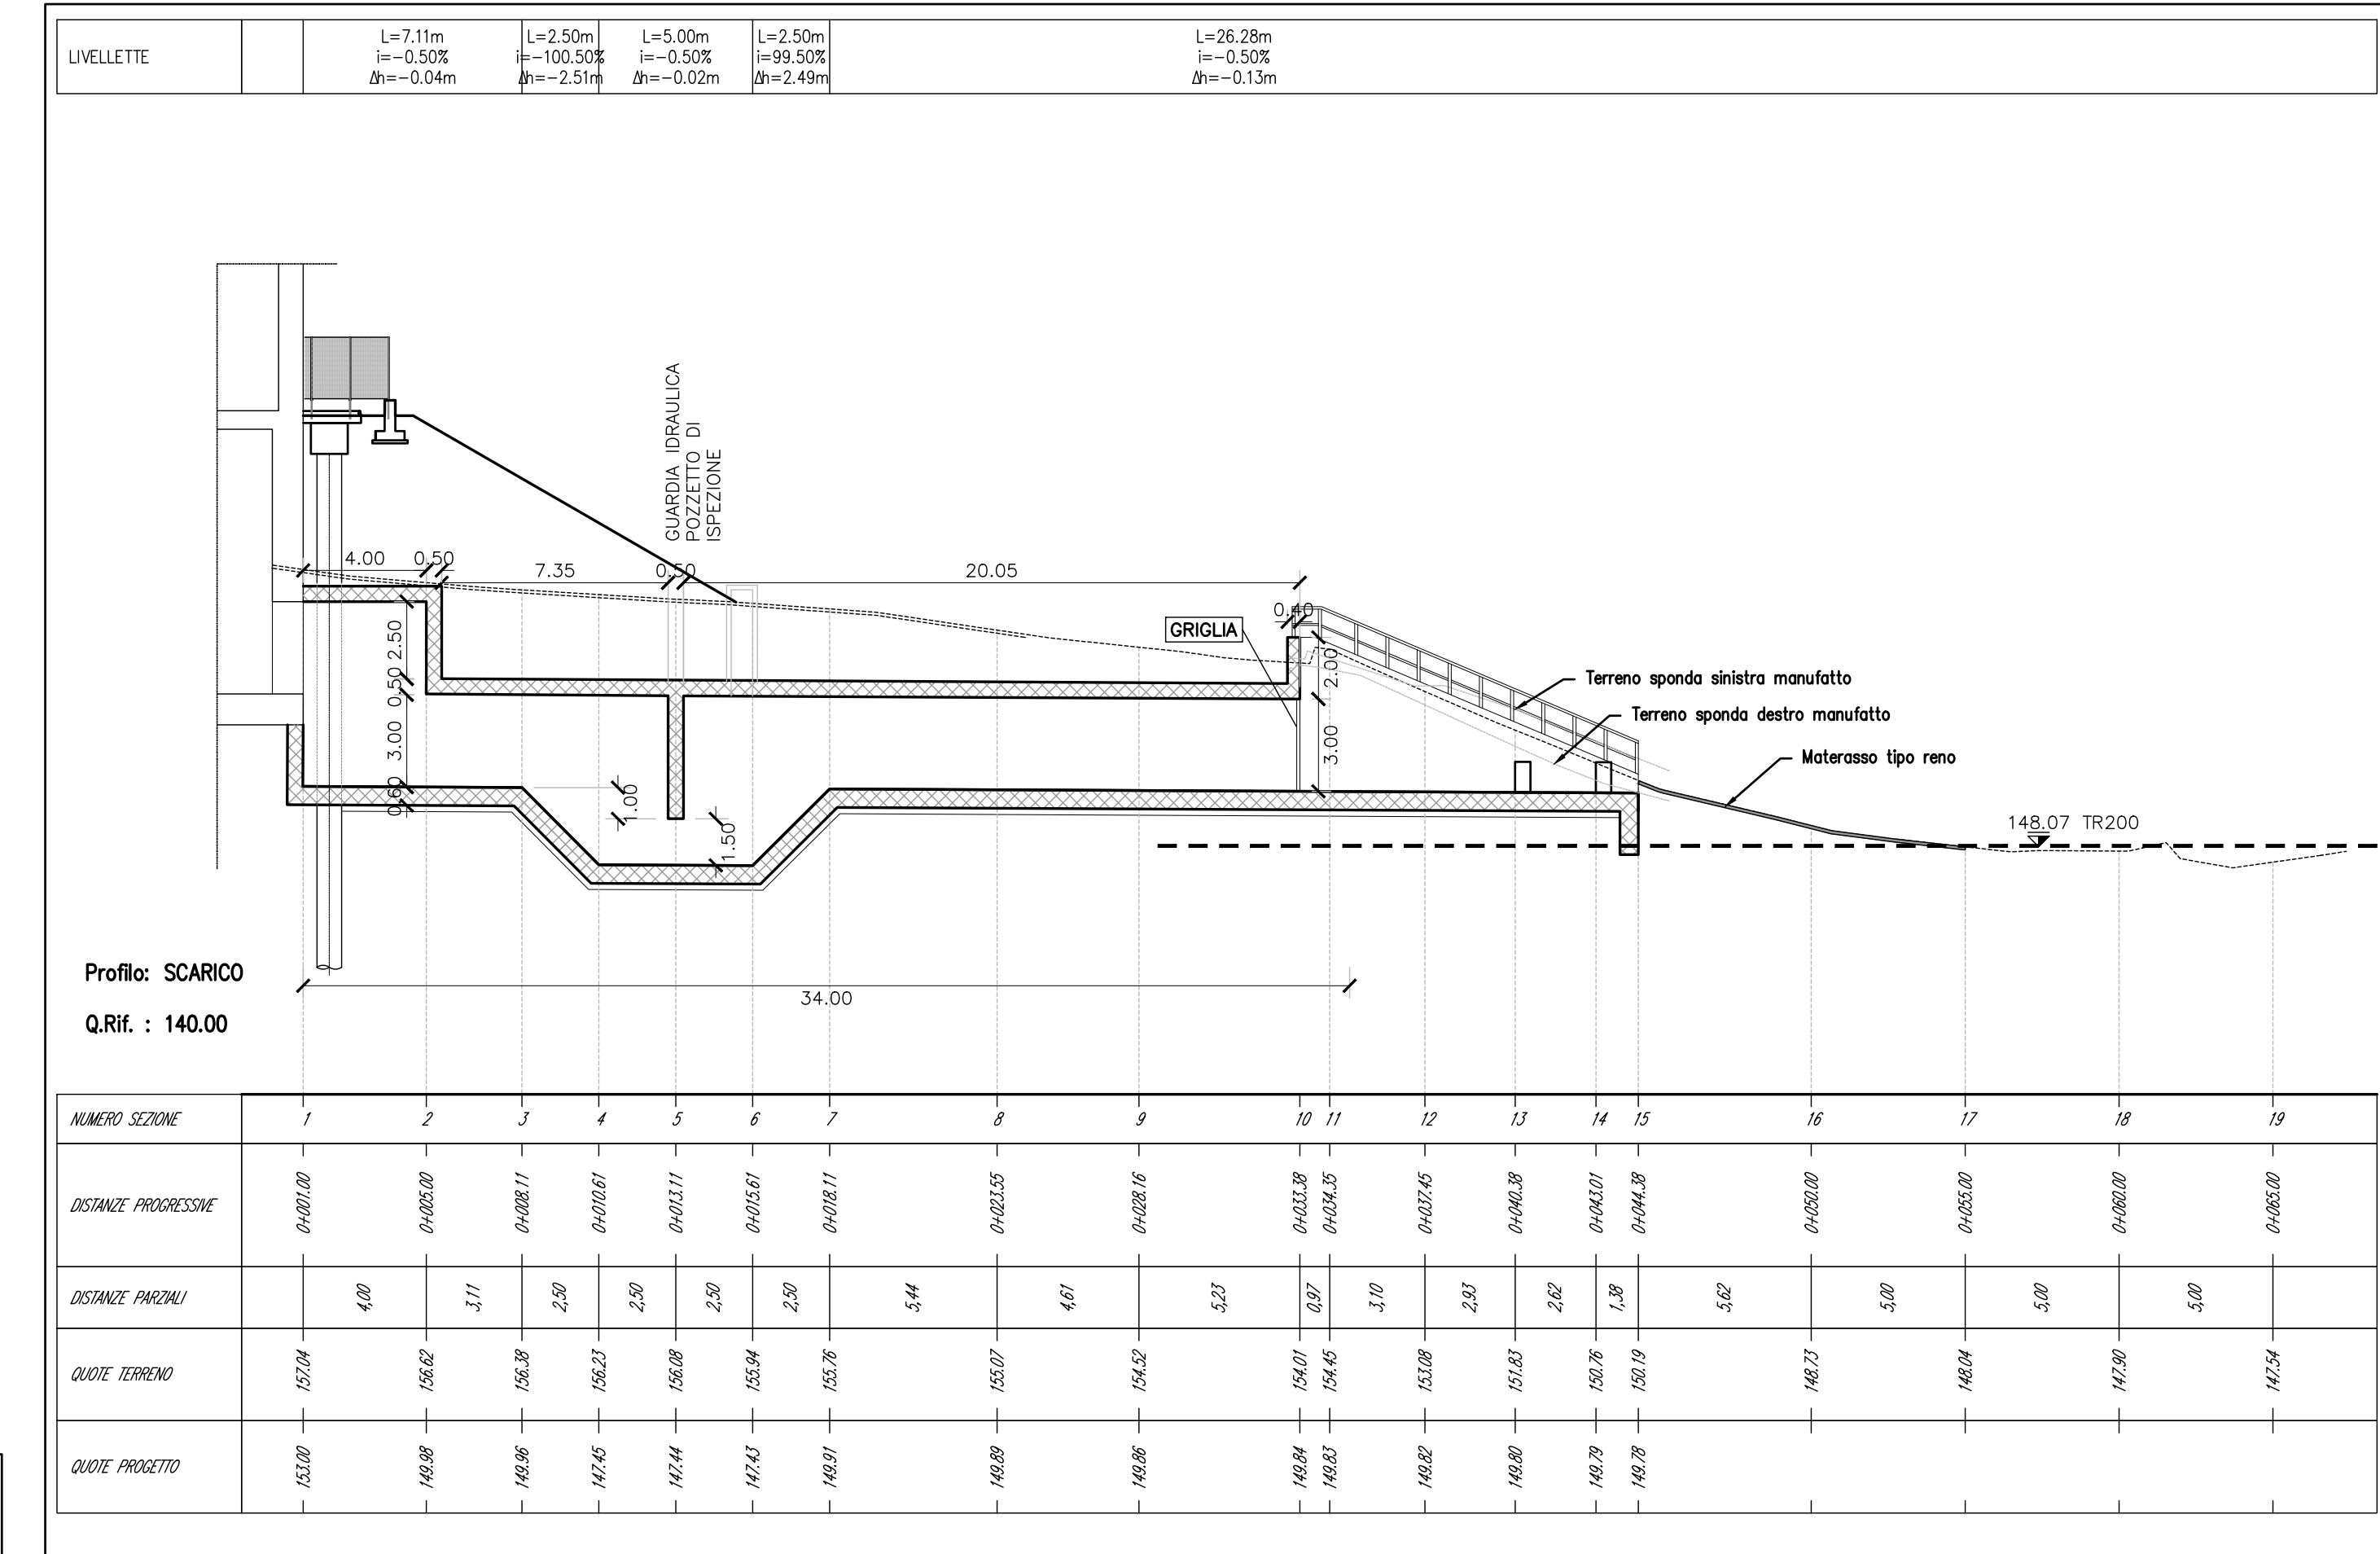 LIVELLETTE
L=7.11m
i=-0.50%
Δh=-0.04m
L=2.50m
i=-100.50%
Δh=-2.51m
L=5.00m
i=-0.50%
Δh=-0.02m
L=2.50m
i=99.50%
Δh=2.49m
L=26.28m
i=-0.50%
Δh=-0.13m
GUARDIA IDRAULICA
POZZETTO DI
ISPEZIONE
4.00
0.50
7.35
0.50
20.05
0.40
GRIGLIA
2.50
0.50
3.00
0.60
1.00
1.50
2.00
3.00
Terreno sponda sinistra manufatto
Terreno sponda destro manufatto
Materasso tipo reno
148.07 TR200
34.00
Profilo: SCARICO
Q.Rif. : 140.00
NUMERO SEZIONE 1 2 3 4 5 6 7 8 9 10 11 12 13 14 15 16 17 18 19
DISTANZE PROGRESSIVE 0+001.00 0+005.00 0+008.11 0+010.61 0+013.11 0+015.61 0+018.11 0+023.55 0+028.16 0+033.38 0+034.35 0+037.45 0+040.38 0+043.01 0+044.38 0+050.00 0+055.00 0+060.00 0+065.00
DISTANZE PARZIALI 4,00 3,11 2,50 2,50 2,50 2,50 5,44 4,61 5,23 0,97 3,10 2,93 2,62 1,38 5,62 5,00 5,00 5,00
QUOTE TERRENO 157.04 156.62 156.38 156.23 156.08 155.94 155.76 155.07 154.52 154.01 154.45 153.08 151.83 150.76 150.19 148.73 148.04 147.90 147.54
QUOTE PROGETTO 153.00 149.98 149.96 147.45 147.44 147.43 149.91 149.89 149.86 149.84 149.83 149.82 149.80 149.79 149.78